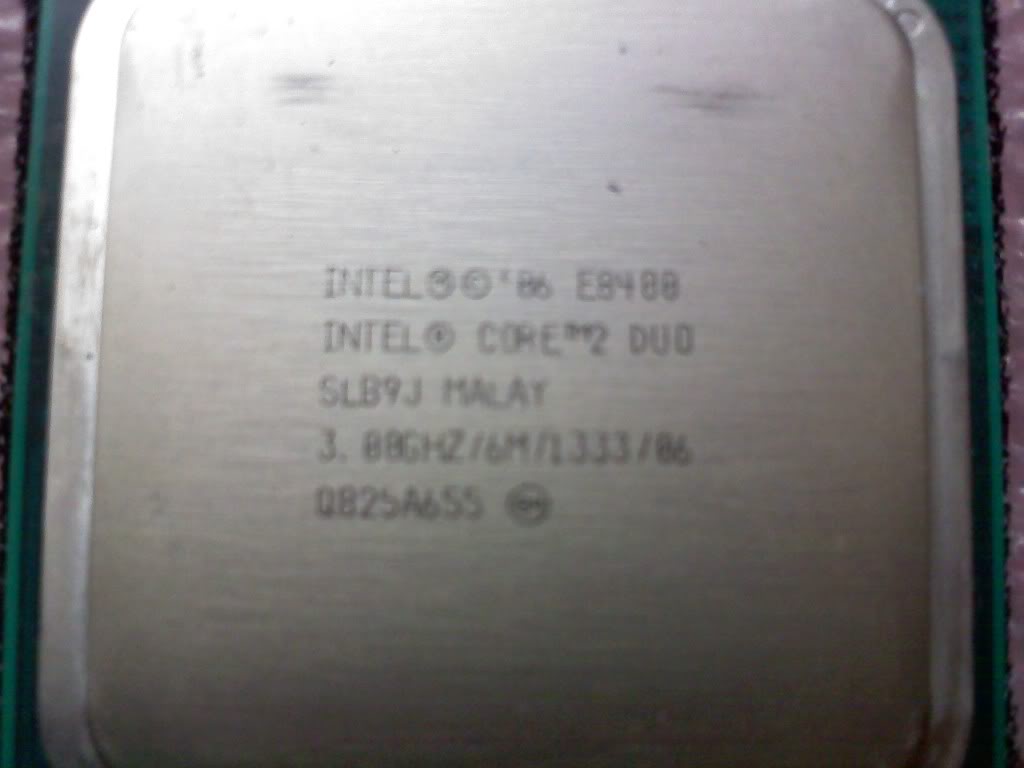 INTEL®©'06 E8400
INTEL® CORE™2 DUO
SLB9J MALAY
3.00GHZ/6M/1333/06
Q825A655